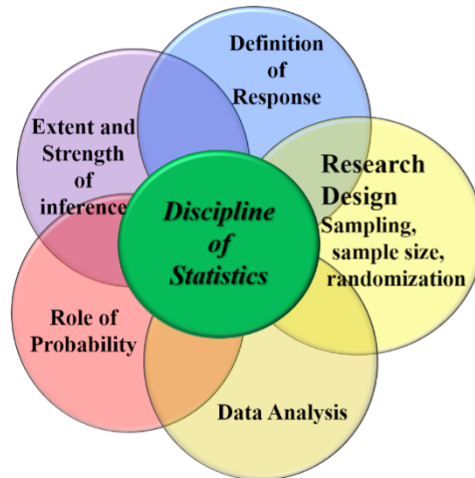 Definition
of
Response
Extent and
Strength
of
inference
Research
Design
Sampling,
sample size,
randomization
Discipline
of
Statistics
Role of
Probability
Data Analysis